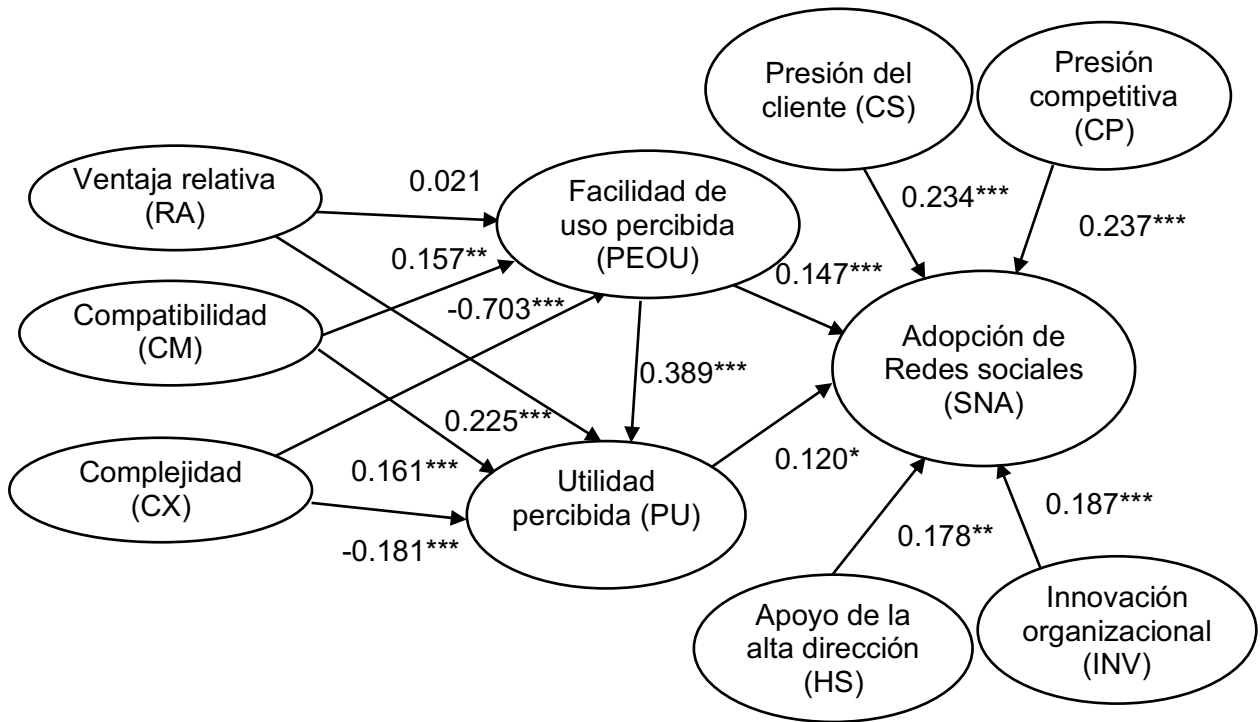 Presión del
cliente (CS)
Presión
competitiva
(CP)
Ventaja relativa
(RA)
0.021
Facilidad de
uso percibida
(PEOU)
0.234***
0.237***
0.157**
0.147***
Compatibilidad
(CM)
-0.703***
Adopción de
Redes sociales
(SNA)
0.389***
0.225***
Complejidad
(CX)
0.161***
Utilidad
percibida (PU)
0.120*
-0.181***
0.187***
0.178**
Apoyo de la
alta dirección
(HS)
Innovación
organizacional
(INV)